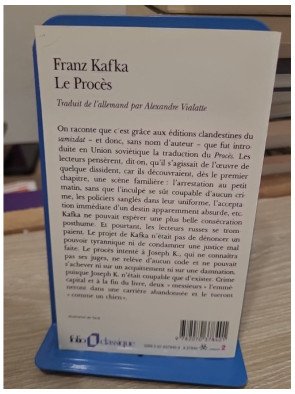 Franz Kafka
Le Procès
Traduit de l'allemand par Alexandre Vialatte
On raconte que c'est grâce aux éditions clandestines du
samizdat – et donc, sans nom d'auteur – que fut intro
duite en Union soviétique la traduction du Procès. Les
lecteurs pensèrent, dit-on, qu'il s'agissait de l'œuvre de
quelque dissident, car ils découvraient, dès le premier
chapitre, une scène familière : l'arrestation au petit
matin, sans que l'inculpe se sût coupable d'aucun cri-
me, les policiers sanglés dans leur uniforme, l'accepta-
tion immédiate d'un destin apparemment absurde, etc.
Kafka ne pouvait espérer une plus belle consécration
posthume. Et pourtant, les lecteurs russes se trom-
paient. Le projet de Kafka n'était pas de dénoncer un
pouvoir tyrannique ni de condamner une justice mal
faite. Le procès intenté à Joseph K., qui ne connaîtra
pas ses juges, ne relève d'aucun code et ne pouvait
s'achever ni sur un acquittement ni sur une damnation,
puisque Joseph K. n'était coupable que d'exister. Crime
capital et à la fin du livre, deux « messieurs » l'emmè
neront dans une carrière abandonnée et le tueront
« comme un chien ».
folio classique